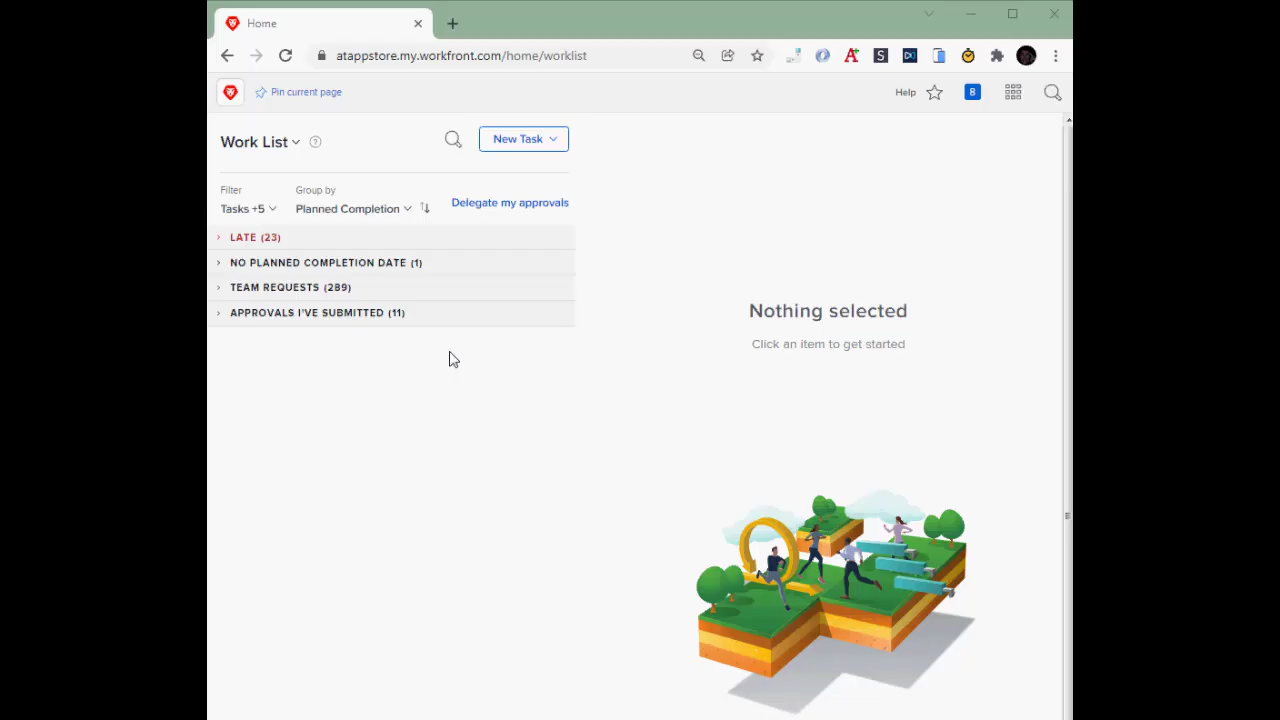 Home
atappstore.my.workfront.com/home/worklist
Pin current page
Help
8
Work List
New Task
Filter
Group by
Tasks +5
Planned Completion
Delegate my approvals
LATE (23)
NO PLANNED COMPLETION DATE (1)
TEAM REQUESTS (289)
APPROVALS I'VE SUBMITTED (11)
Nothing selected
Click an item to get started